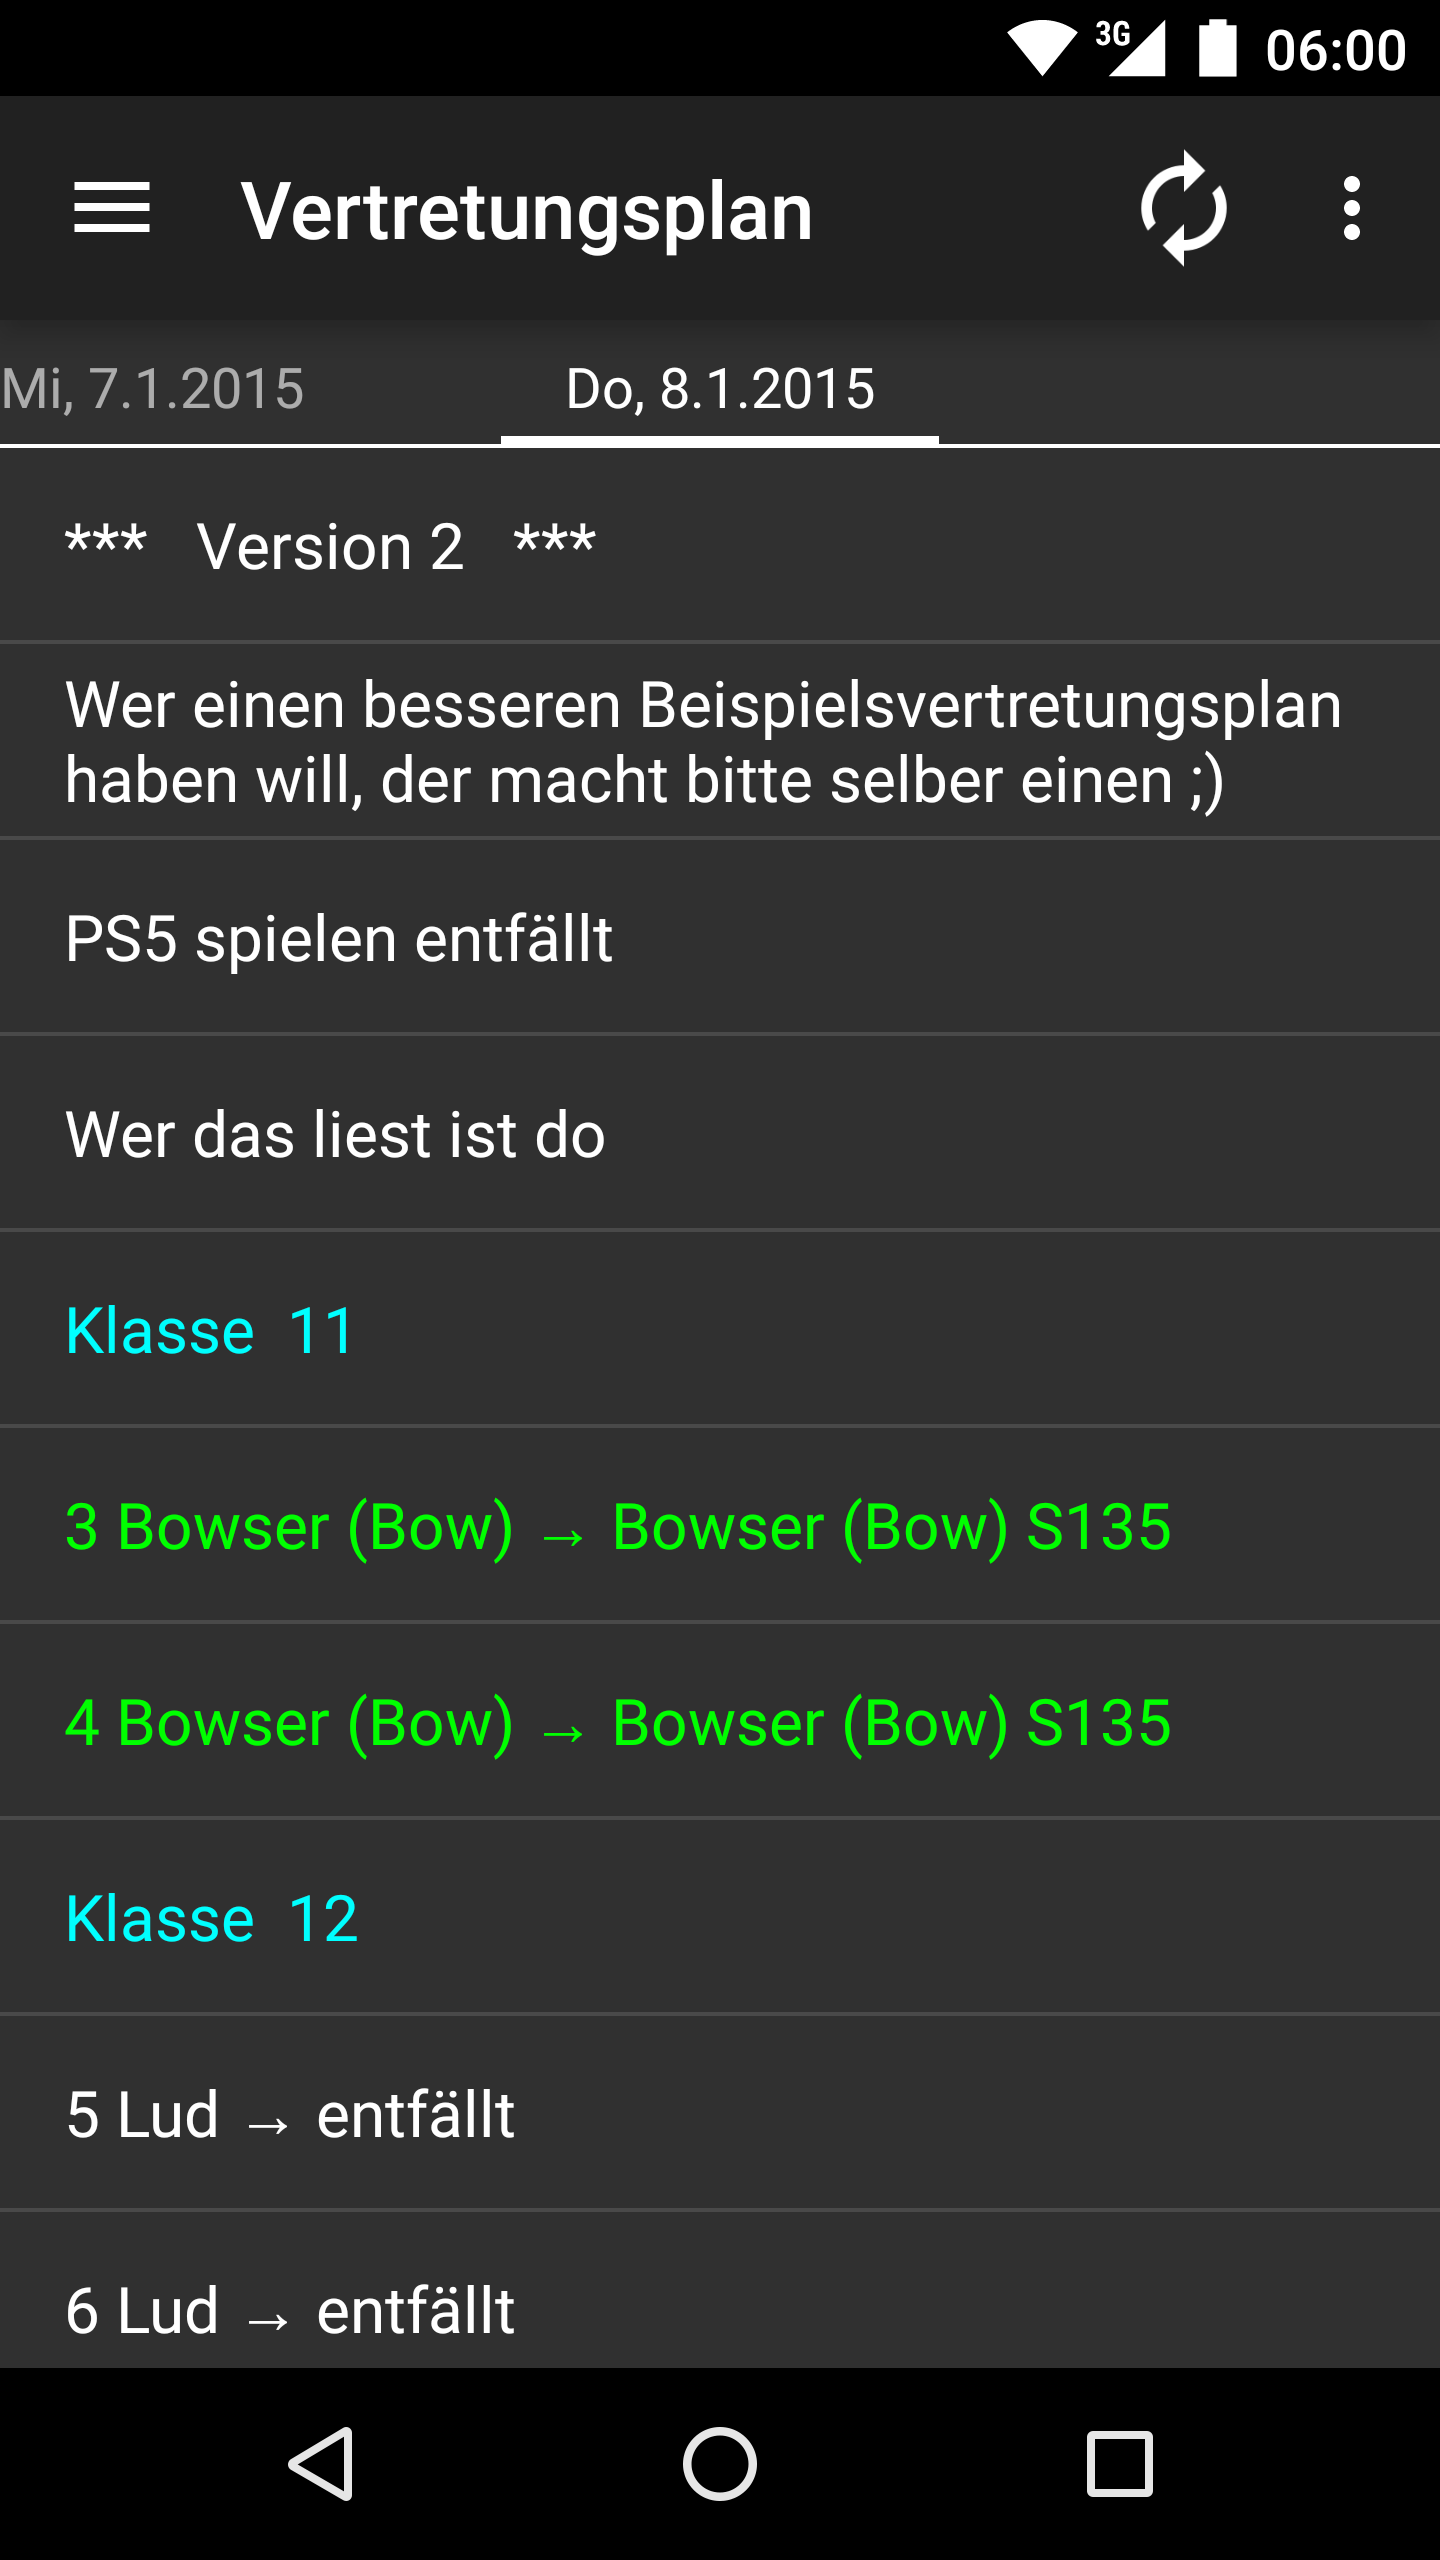 3G 06:00
Vertretungsplan
Mi, 7.1.2015 Do, 8.1.2015
*** Version 2 ***
Wer einen besseren Beispielsvertretungsplan
haben will, der macht bitte selber einen ;)
PS5 spielen entfällt
Wer das liest ist do
Klasse 11
3 Bowser (Bow) → Bowser (Bow) S135
4 Bowser (Bow) → Bowser (Bow) S135
Klasse 12
5 Lud → entfällt
6 Lud → entfällt